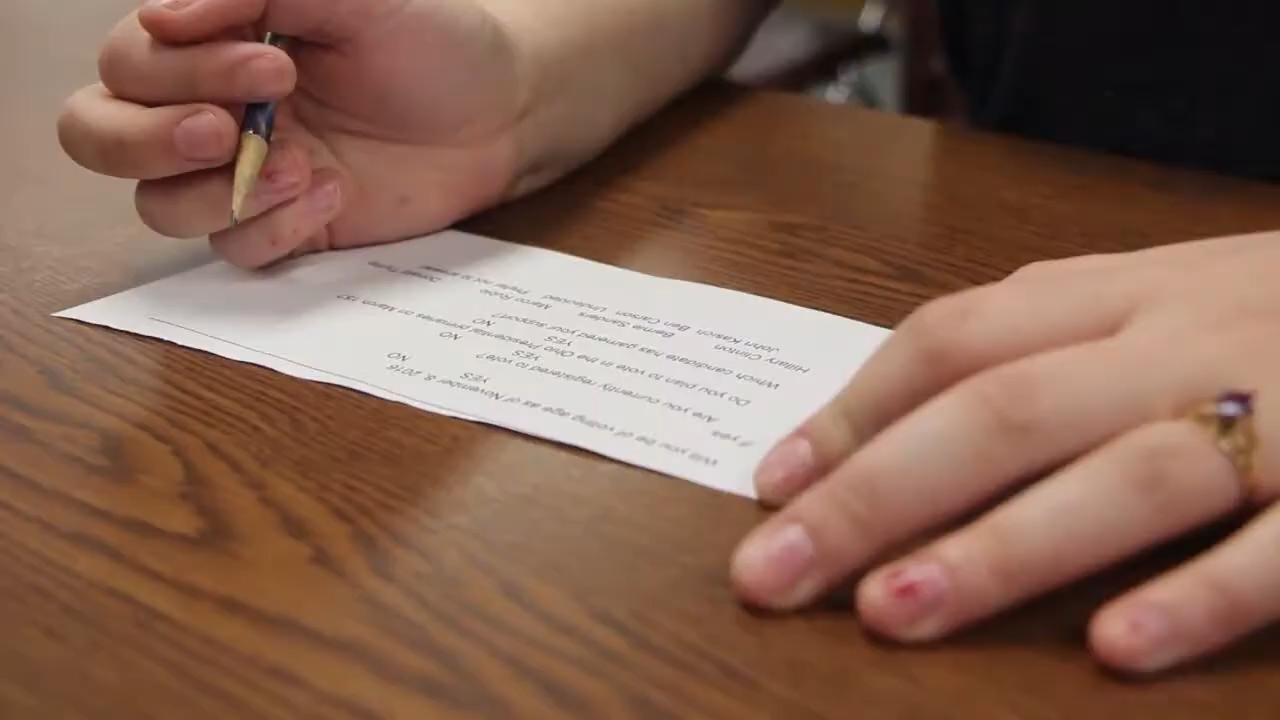 Will you be of voting age as of November 8, 2016
YES NO
If yes,
Are you currently registered to vote?
YES NO
Do you plan to vote in the Ohio Presidential primaries on March 15?
YES NO
Which candidate has garnered your support?
Hillary Clinton Bernie Sanders Marco Rubio Donald Trump
John Kasich Ben Carson Undecided Prefer not to answer